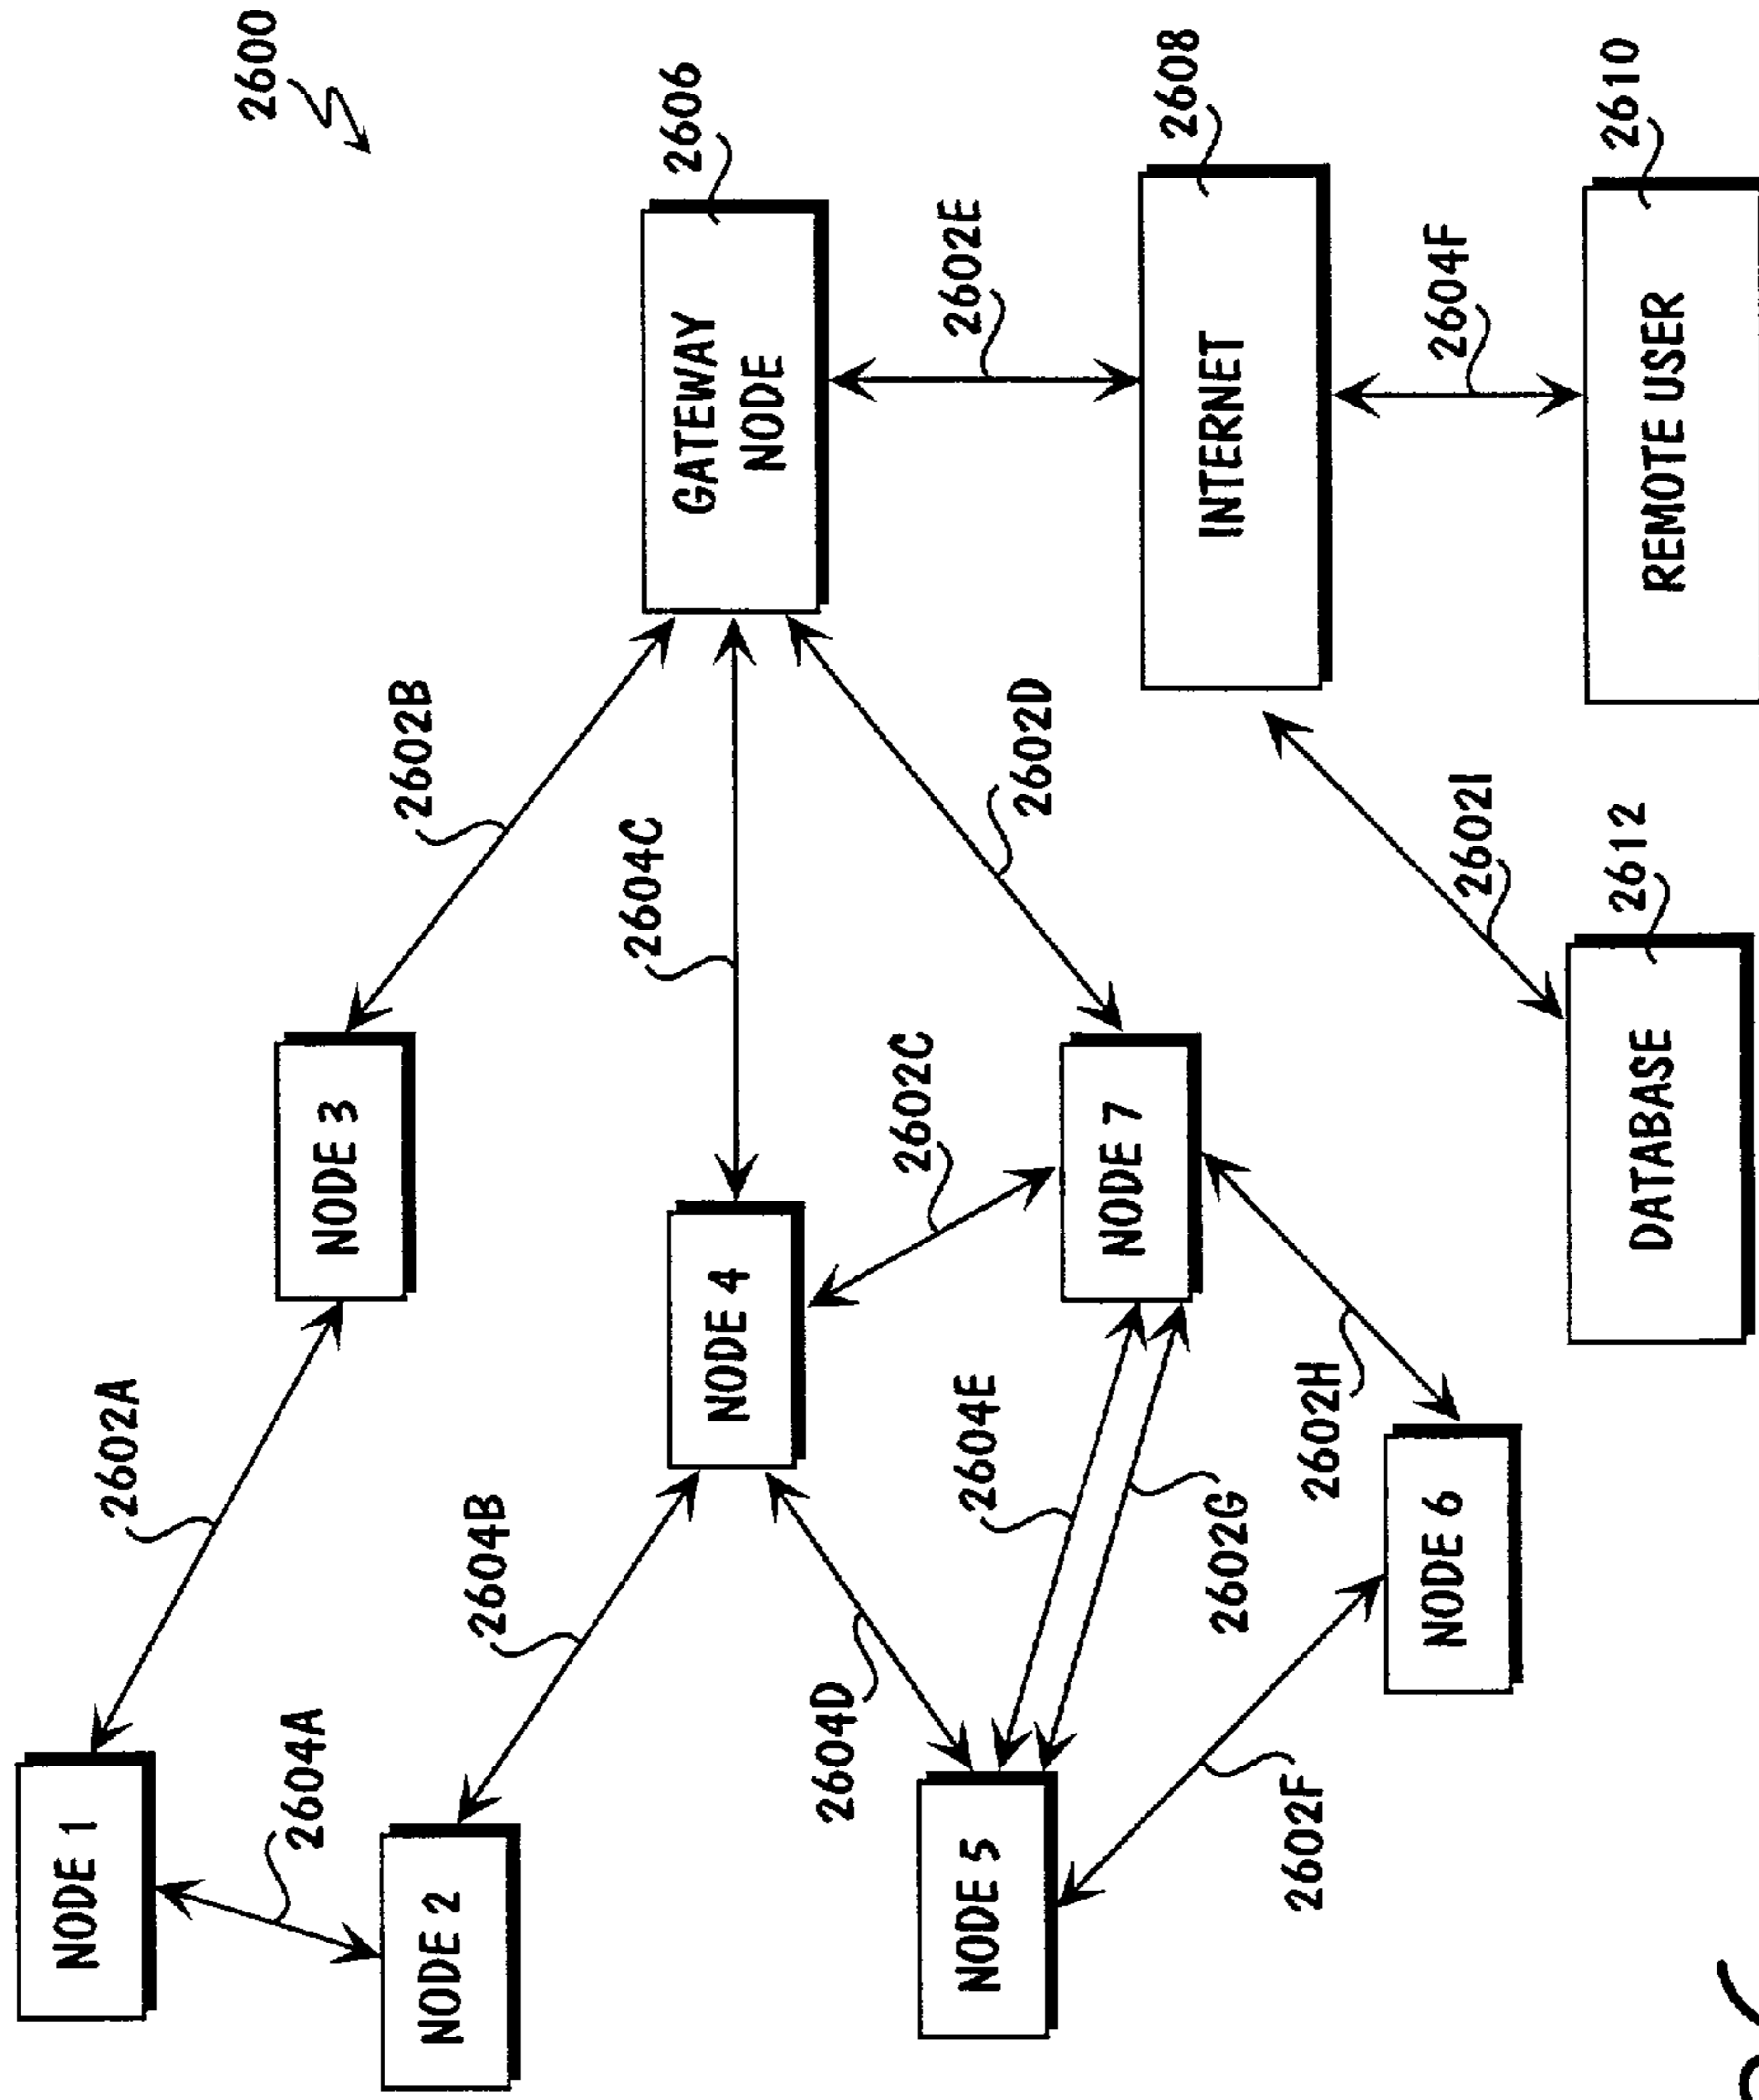 2600
NODE 1
2602A
NODE 3
2602B
GATEWAY
NODE
2606
2604A
NODE 2
2604B
NODE 4
2604C
2602E
2604D
2602C
2602D
NODE 5
2604E
NODE 7
INTERNET
2608
2602G
2602F
2602H
NODE 6
2602I
2604F
DATABASE
2612
REMOTE USER
2610